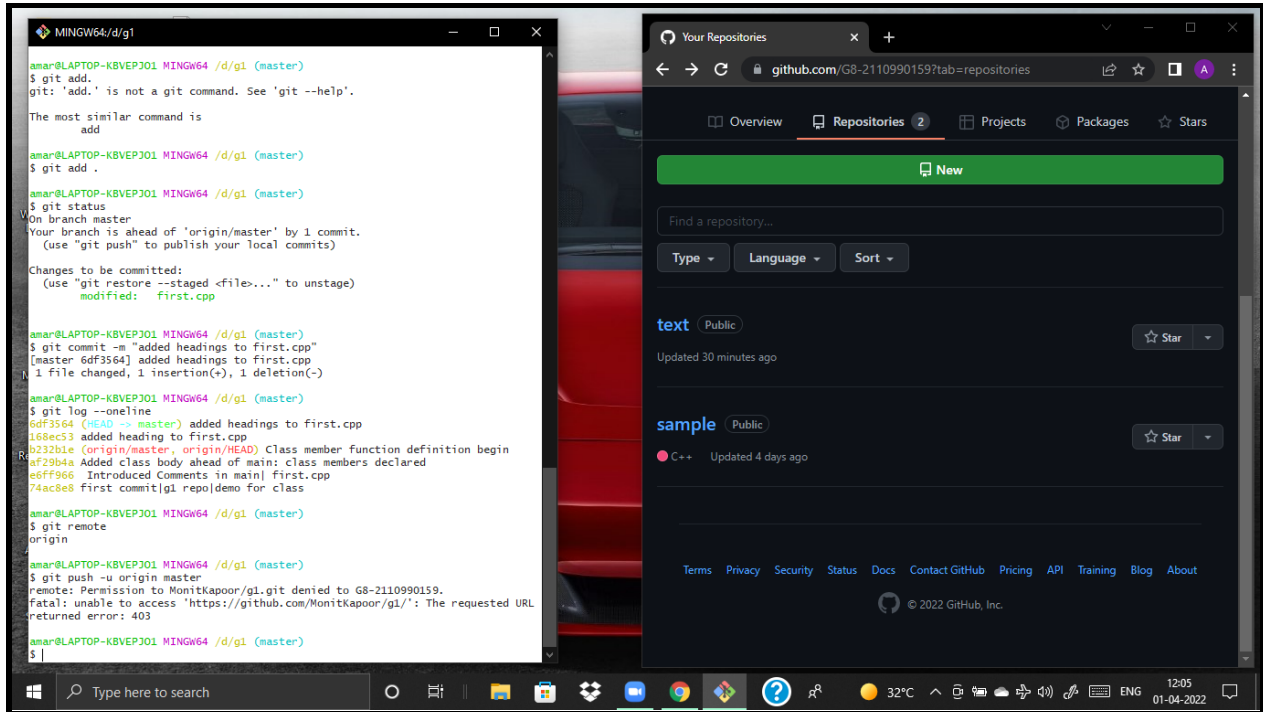 MINGW64:/d/g1
amar@LAPTOP-KBVEPJO1 MINGW64 /d/g1 (master)
$ git add.
git: 'add.' is not a git command. See 'git --help'.
The most similar command is
add
amar@LAPTOP-KBVEPJO1 MINGW64 /d/g1 (master)
$ git add .
amar@LAPTOP-KBVEPJO1 MINGW64 /d/g1 (master)
$ git status
On branch master
Your branch is ahead of 'origin/master' by 1 commit.
(use "git push" to publish your local commits)
Changes to be committed:
(use "git restore --staged <file>..." to unstage)
modified: first.cpp
amar@LAPTOP-KBVEPJO1 MINGW64 /d/g1 (master)
$ git commit -m "added headings to first.cpp"
[master 6df3564] added headings to first.cpp
1 file changed, 1 insertion(+), 1 deletion(-)
amar@LAPTOP-KBVEPJO1 MINGW64 /d/g1 (master)
$ git log --oneline
6df3564 (HEAD -> master) added headings to first.cpp
168ec53 added heading to first.cpp
b232b1e (origin/master, origin/HEAD) Class member function definition begin
af29b4a Added class body ahead of main: class members declared
e6ff966 Introduced Comments in main| first.cpp
74ac8e8 first commit|g1 repo|demo for class
amar@LAPTOP-KBVEPJO1 MINGW64 /d/g1 (master)
$ git remote
origin
amar@LAPTOP-KBVEPJO1 MINGW64 /d/g1 (master)
$ git push -u origin master
remote: Permission to MonitKapoor/g1.git denied to G8-2110990159.
fatal: unable to access 'https://github.com/MonitKapoor/g1/': The requested URL
returned error: 403
amar@LAPTOP-KBVEPJO1 MINGW64 /d/g1 (master)
$
Your Repositories
github.com/G8-2110990159?tab=repositories
A
Overview Repositories 2 Projects Packages Stars
New
Find a repository...
Type Language Sort
text Public
Star
Updated 30 minutes ago
sample Public
Star
C++ Updated 4 days ago
Terms Privacy Security Status Docs Contact GitHub Pricing API Training Blog About
© 2022 GitHub, Inc.
Type here to search
32°C
ENG
12:05
01-04-2022